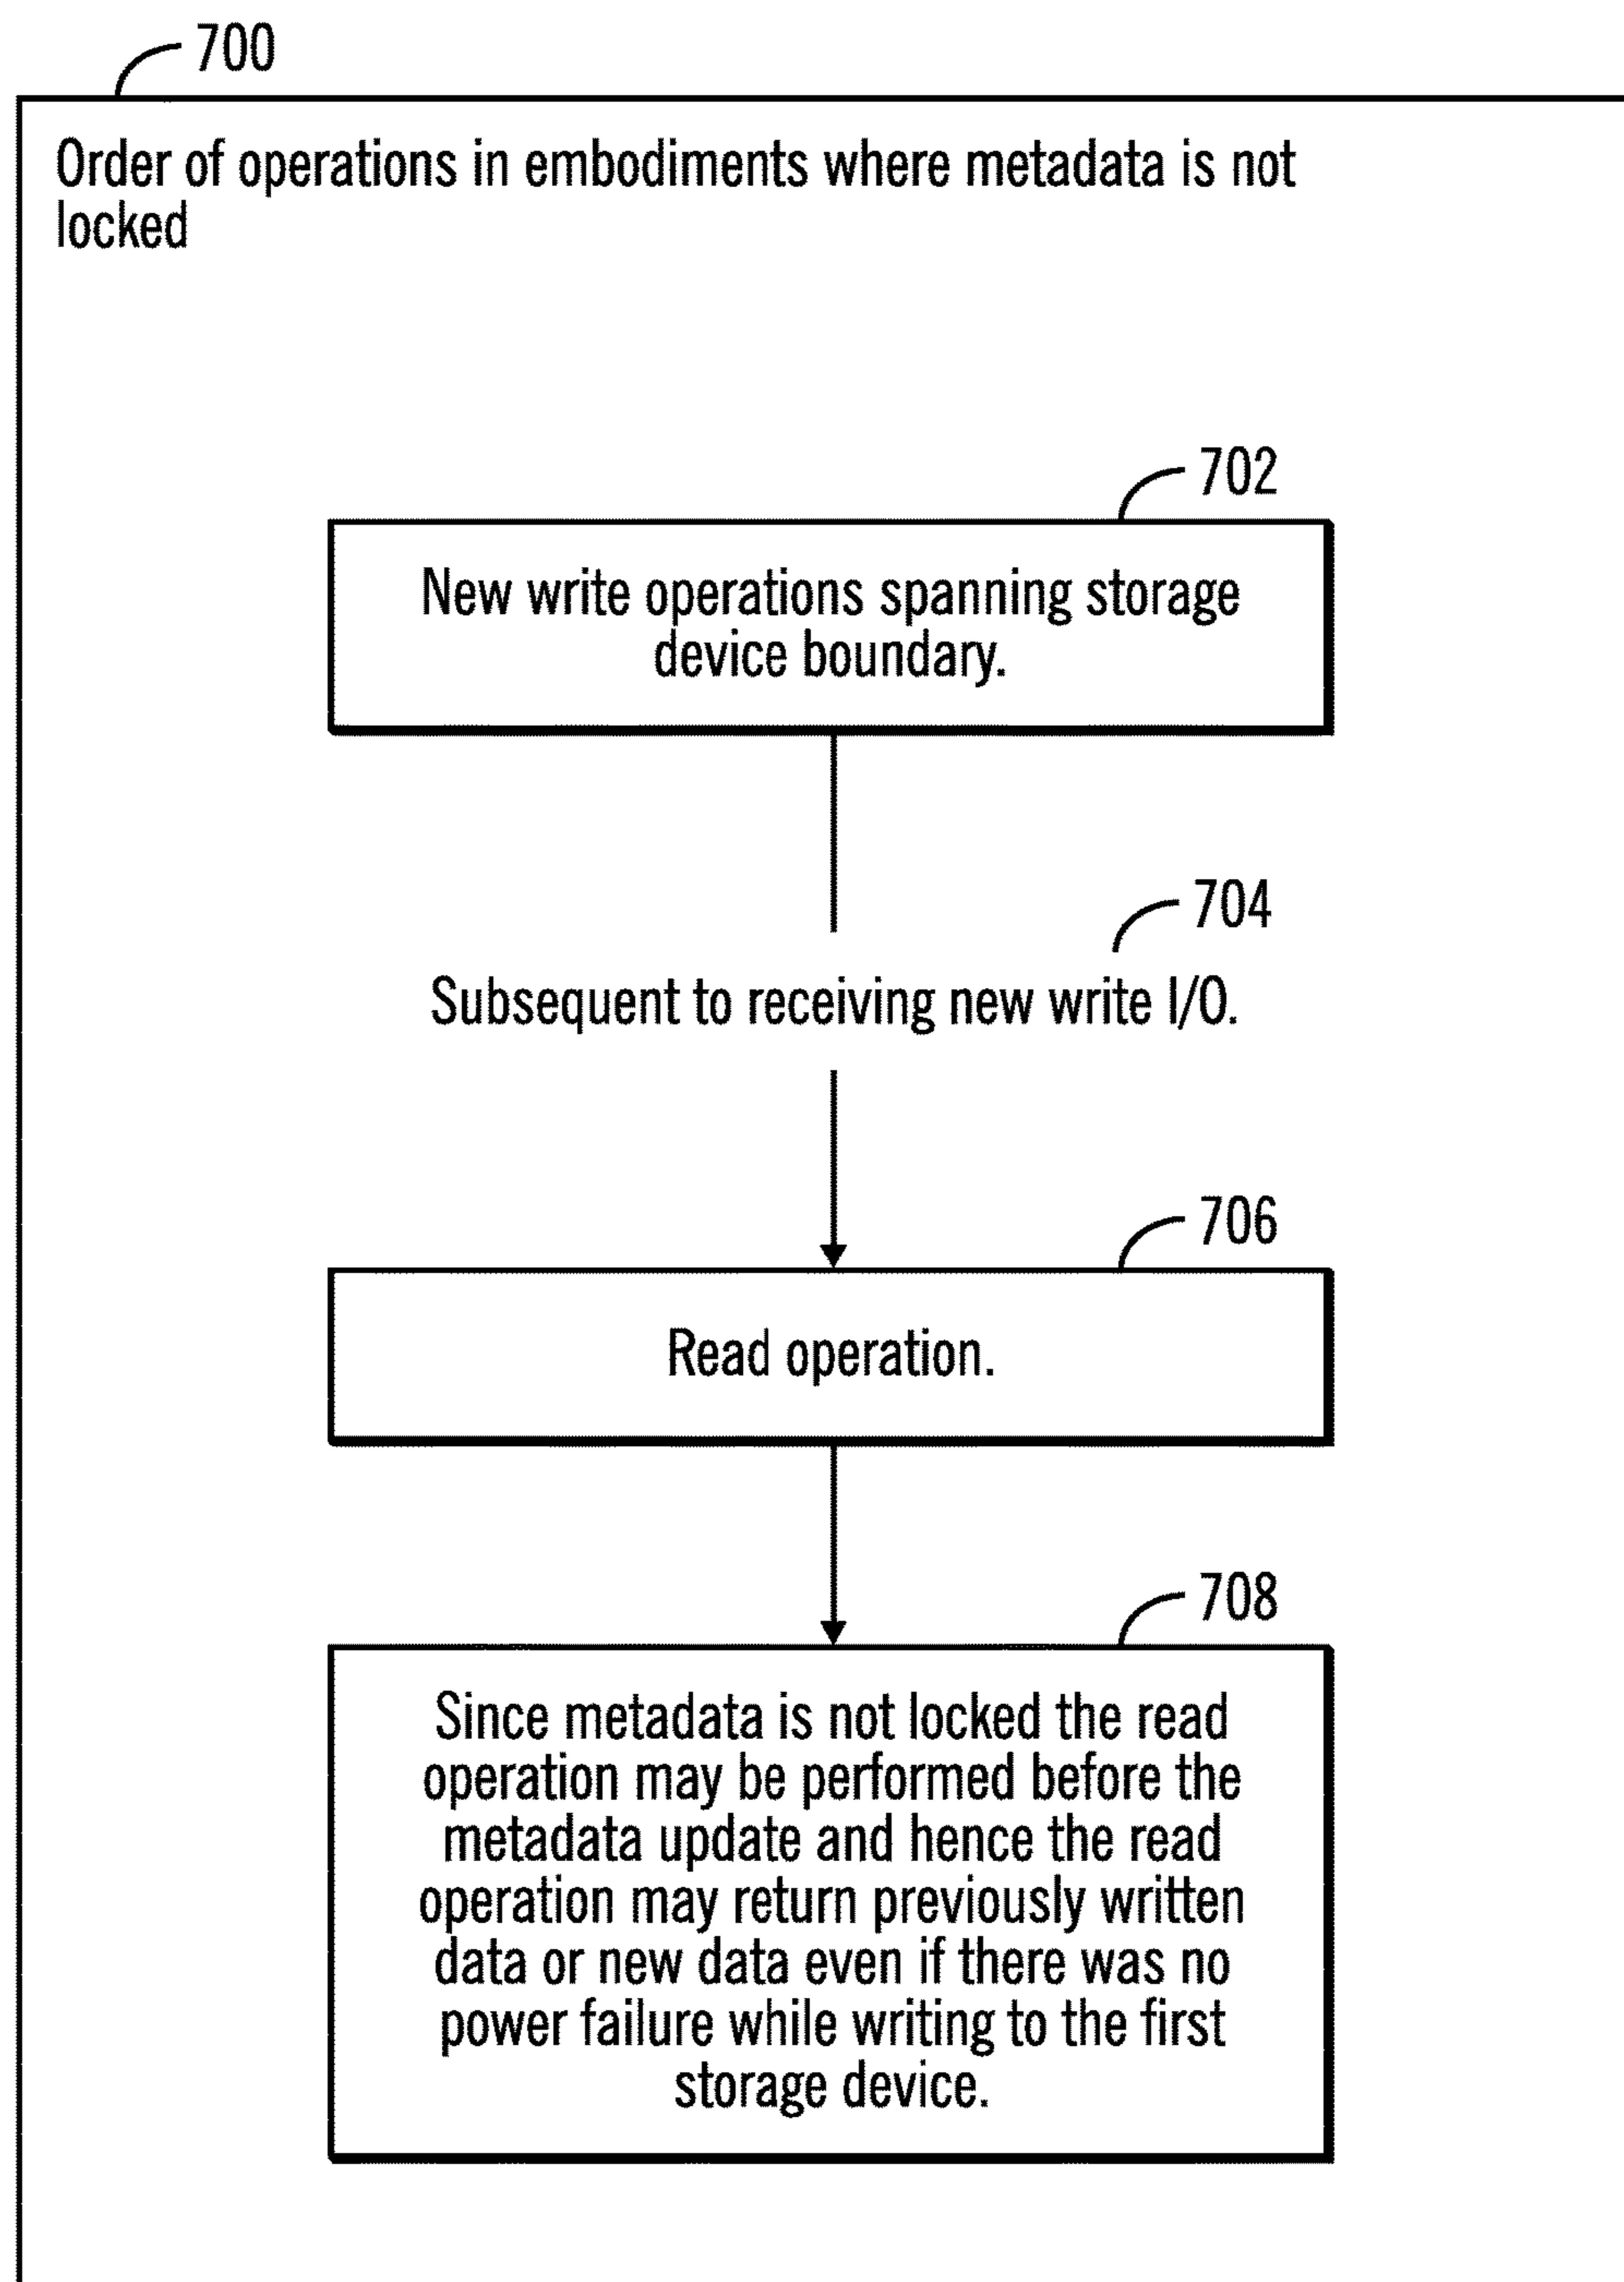 700
Order of operations in embodiments where metadata is not
locked
702
New write operations spanning storage
device boundary.
704
Subsequent to receiving new write I/O.
706
Read operation.
708
Since metadata is not locked the read
operation may be performed before the
metadata update and hence the read
operation may return previously written
data or new data even if there was no
power failure while writing to the first
storage device.